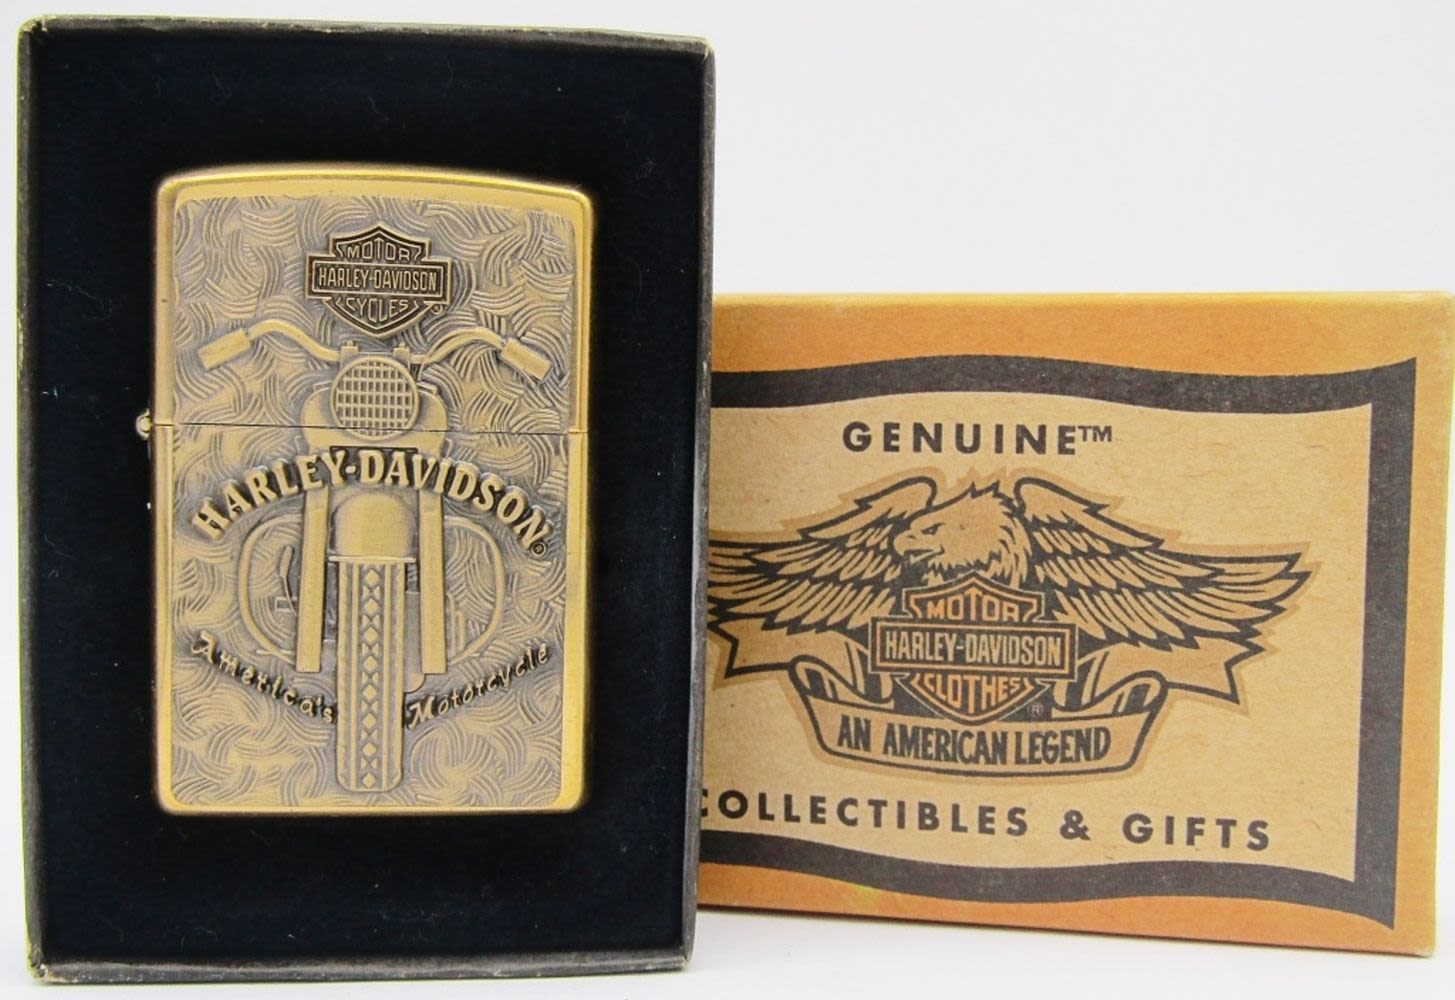 MOTOR
HARLEY-DAVIDSON
CYCLES ®
HARLEY-DAVIDSON ®
America's Motorcycle
GENUINE™
MOTOR
HARLEY-DAVIDSON
CLOTHES ®
AN AMERICAN LEGEND
COLLECTIBLES & GIFTS